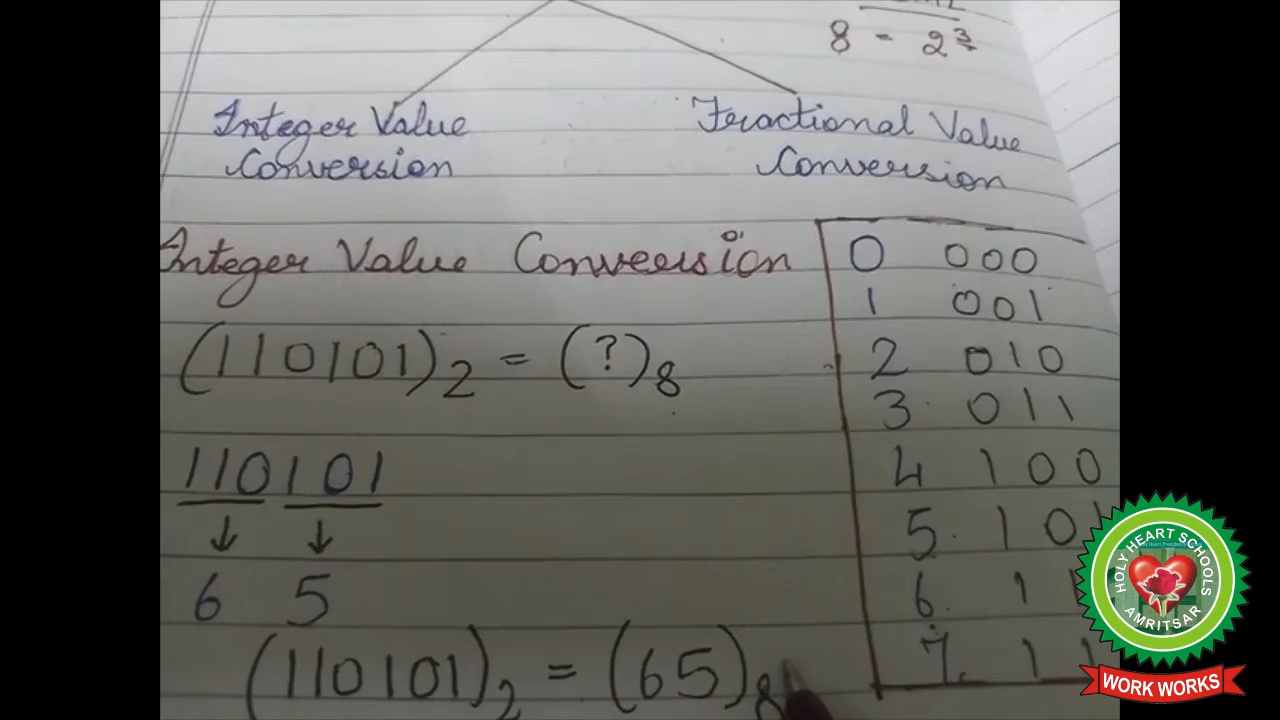 8 = 2³
Integer Value
Conversion
Fractional Value
Conversion
Integer Value Conversion
(110101)₂ = (?)₈
110101
↓ ↓
6 5
(110101)₂ = (65)₈
0 000
1 001
2 010
3 011
4 100
5 101
6 1
7 11
HOLY HEART SCHOOLS
AMRITSAR
WORK WORKS